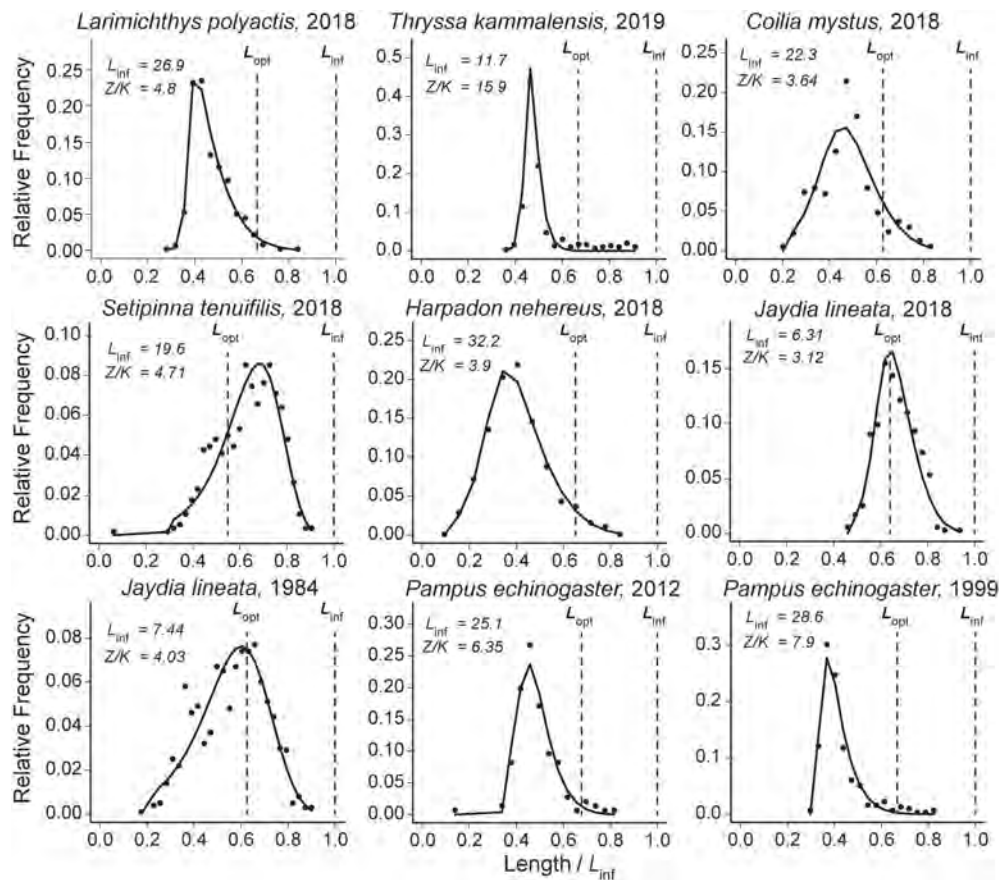 Larimichthys polyactis, 2018
Thryssa kammalensis, 2019
Coilia mystus, 2018
Relative Frequency
0.25
0.20
0.15
0.10
0.05
0.00
Linf = 26.9
Z/K = 4.8
Lopt
Linf
0.0 0.2 0.4 0.6 0.8 1.0
0.5
0.4
0.3
0.2
0.1
0.0
Linf = 11.7
Z/K = 15.9
Lopt
Linf
0.0 0.2 0.4 0.6 0.8 1.0
0.25
0.20
0.15
0.10
0.05
0.00
Linf = 22.3
Z/K = 3.64
Lopt
Linf
0.0 0.2 0.4 0.6 0.8 1.0
Setipinna tenuifilis, 2018
Harpadon nehereus, 2018
Jaydia lineata, 2018
Relative Frequency
0.10
0.08
0.06
0.04
0.02
0.00
Linf = 19.6
Z/K = 4.71
Lopt
Linf
0.0 0.2 0.4 0.6 0.8 1.0
0.25
0.20
0.15
0.10
0.05
0.00
Linf = 32.2
Z/K = 3.9
Lopt
Linf
0.0 0.2 0.4 0.6 0.8 1.0
0.15
0.10
0.05
0.00
Linf = 6.31
Z/K = 3.12
Lopt
Linf
0.0 0.2 0.4 0.6 0.8 1.0
Jaydia lineata, 1984
Pampus echinogaster, 2012
Pampus echinogaster, 1999
Relative Frequency
0.08
0.06
0.04
0.02
0.00
Linf = 7.44
Z/K = 4,03
Lopt
Linf
0.0 0.2 0.4 0.6 0.8 1.0
0.30
0.25
0.20
0.15
0.10
0.05
0.00
Linf = 25.1
Z/K = 6.35
Lopt
Linf
0.0 0.2 0.4 0.6 0.8 1.0
0.3
0.2
0.1
0.0
Linf = 28.6
Z/K = 7.9
Lopt
Linf
0.0 0.2 0.4 0.6 0.8 1.0
Length / Linf